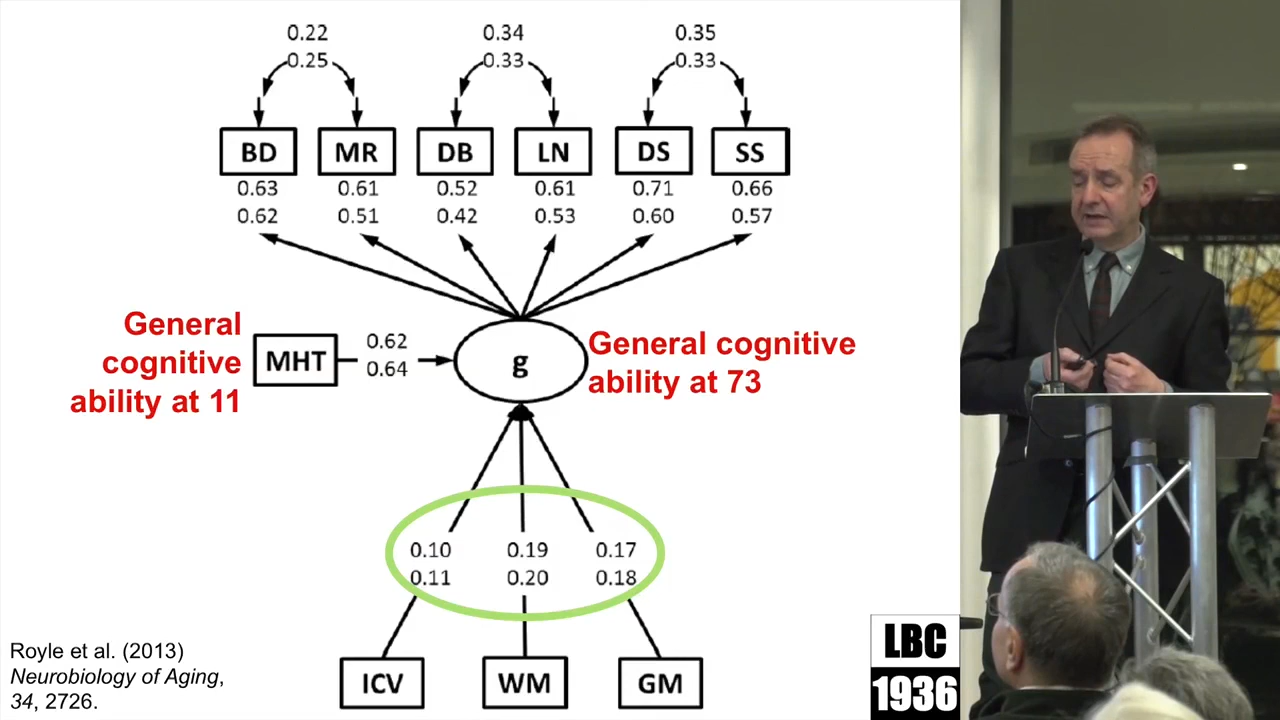 0.22 0.34 0.35
0.25 0.33 0.33
BD MR DB LN DS SS
0.63 0.61 0.52 0.61 0.71 0.66
0.62 0.51 0.42 0.53 0.60 0.57
General
cognitive
ability at 11
MHT
0.62
0.64
g
General cognitive
ability at 73
0.10 0.19 0.17
0.11 0.20 0.18
ICV WM GM
Royle et al. (2013)
Neurobiology of Aging,
34, 2726.
LBC
1936